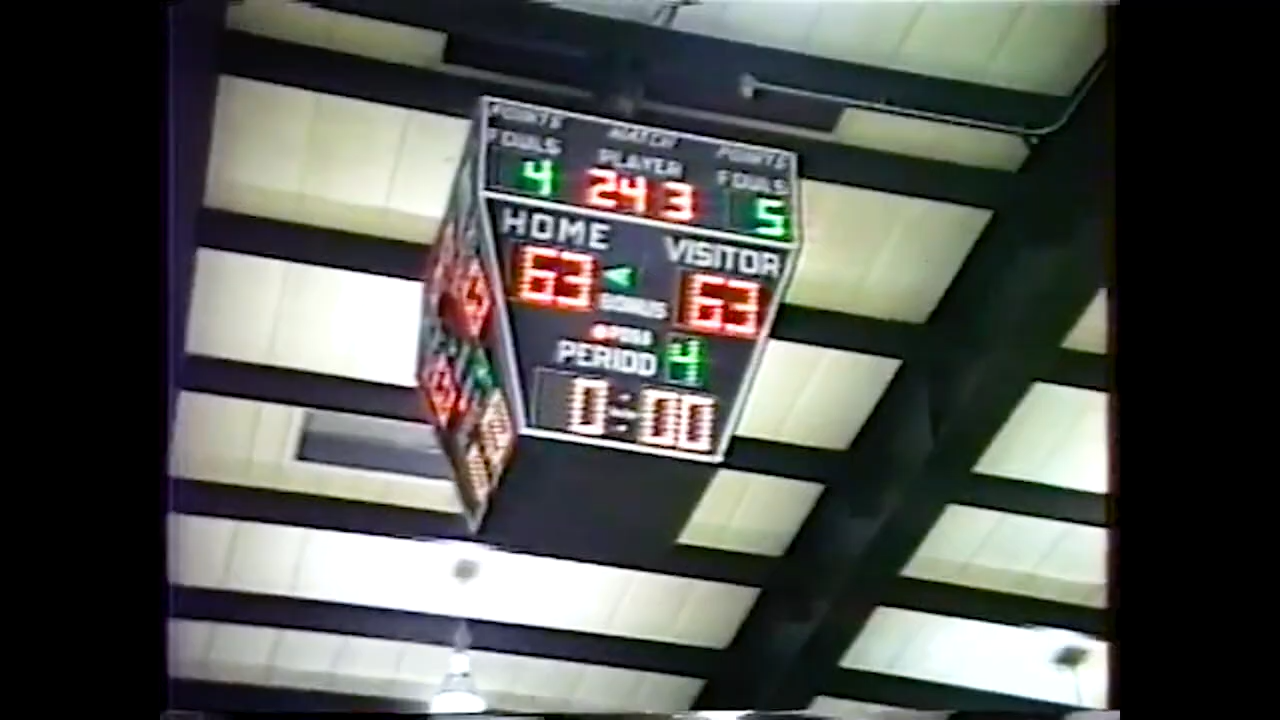 POINTS MATCH POINTS
FOULS PLAYER FOULS
4 24 3 5
HOME VISITOR
63 63
BONUS
POSS
PERIOD 4
0:00